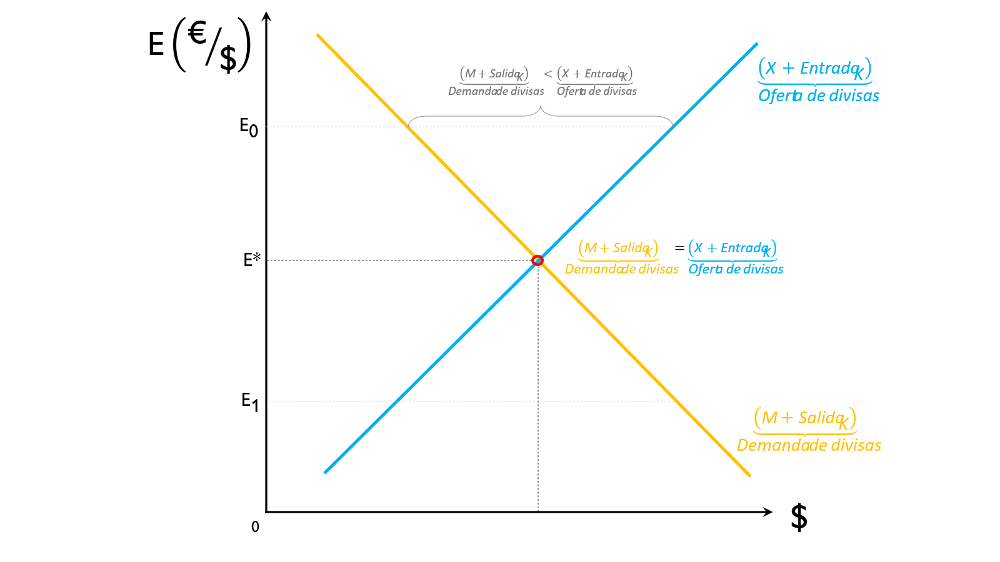 E (€/$)
(M + Salida_K) < (X + Entrada_K)
Demanda de divisas Oferta de divisas
(X + Entrada_K)
Oferta de divisas
E₀
E*
(M + Salida_K) = (X + Entrada_K)
Demanda de divisas Oferta de divisas
E₁
(M + Salida_K)
Demanda de divisas
0
$